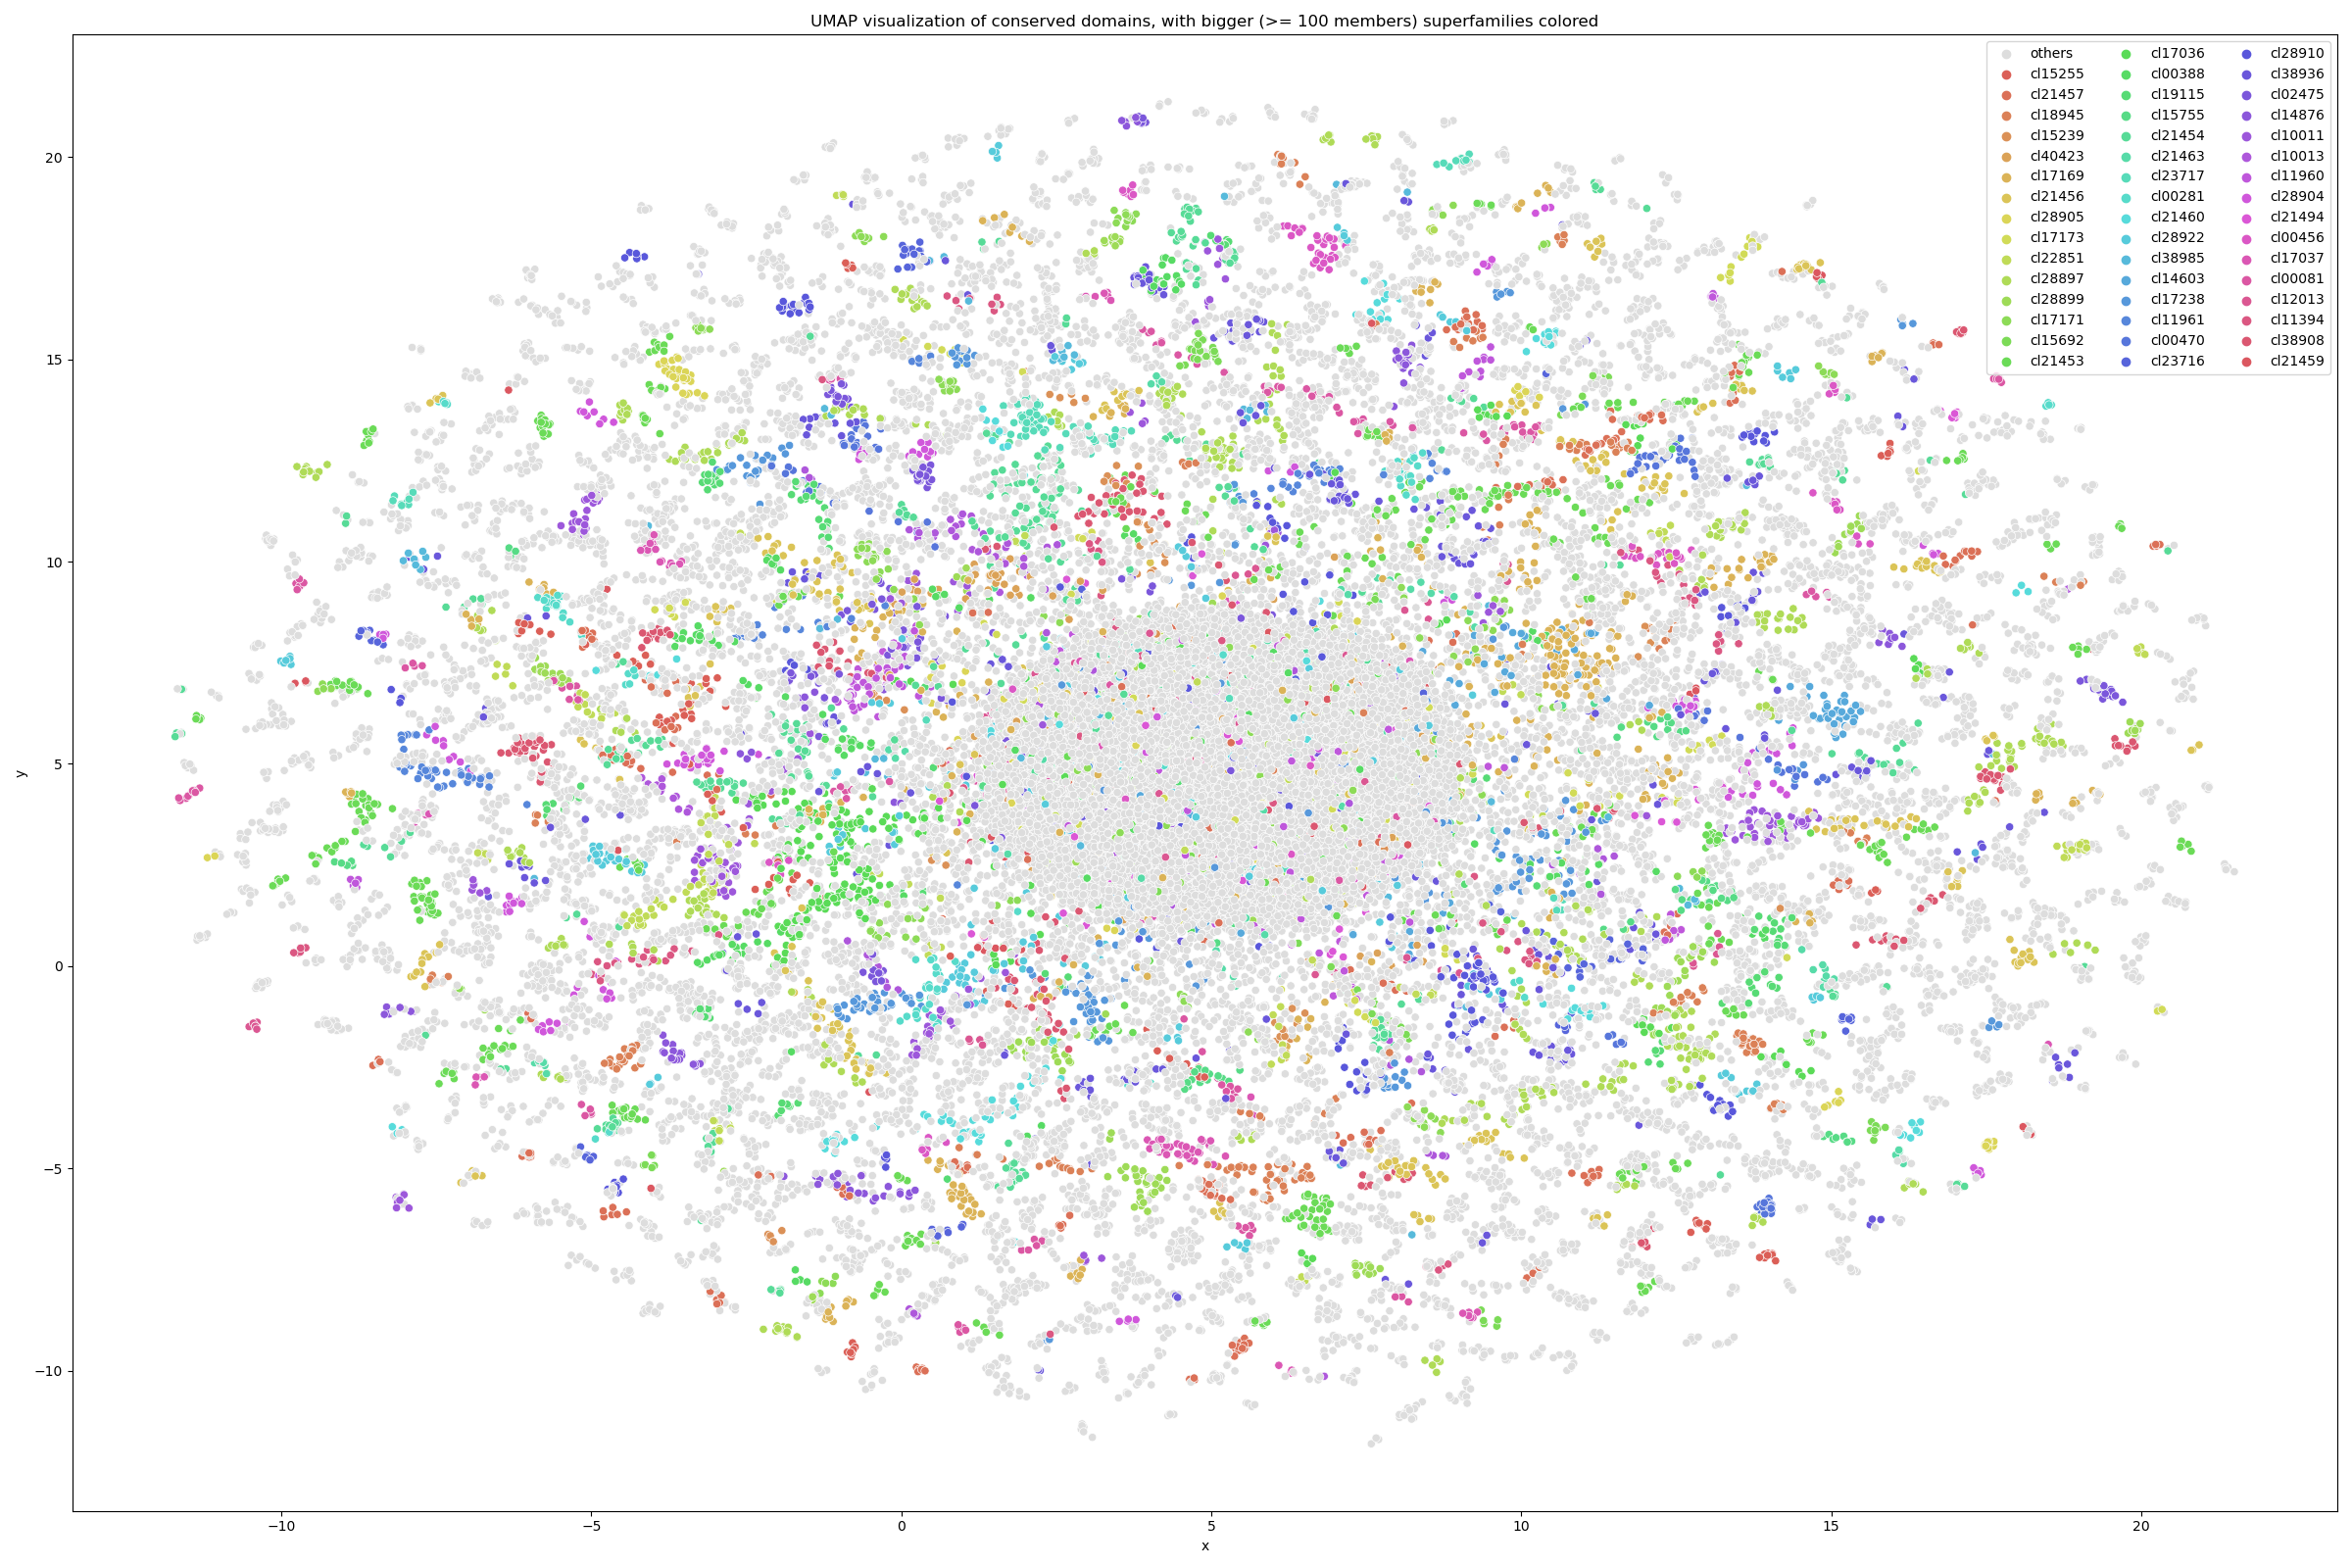 UMAP visualization of conserved domains, with bigger (>= 100 members) superfamilies colored
others
cl15255
cl21457
cl18945
cl15239
cl40423
cl17169
cl21456
cl28905
cl17173
cl22851
cl28897
cl28899
cl17171
cl15692
cl21453
cl17036
cl00388
cl19115
cl15755
cl21454
cl21463
cl23717
cl00281
cl21460
cl28922
cl38985
cl14603
cl17238
cl11961
cl00470
cl23716
cl28910
cl38936
cl02475
cl14876
cl10011
cl10013
cl11960
cl28904
cl21494
cl00456
cl17037
cl00081
cl12013
cl11394
cl38908
cl21459
20
15
10
5
0
−5
−10
y
−10
−5
0
5
10
15
20
x